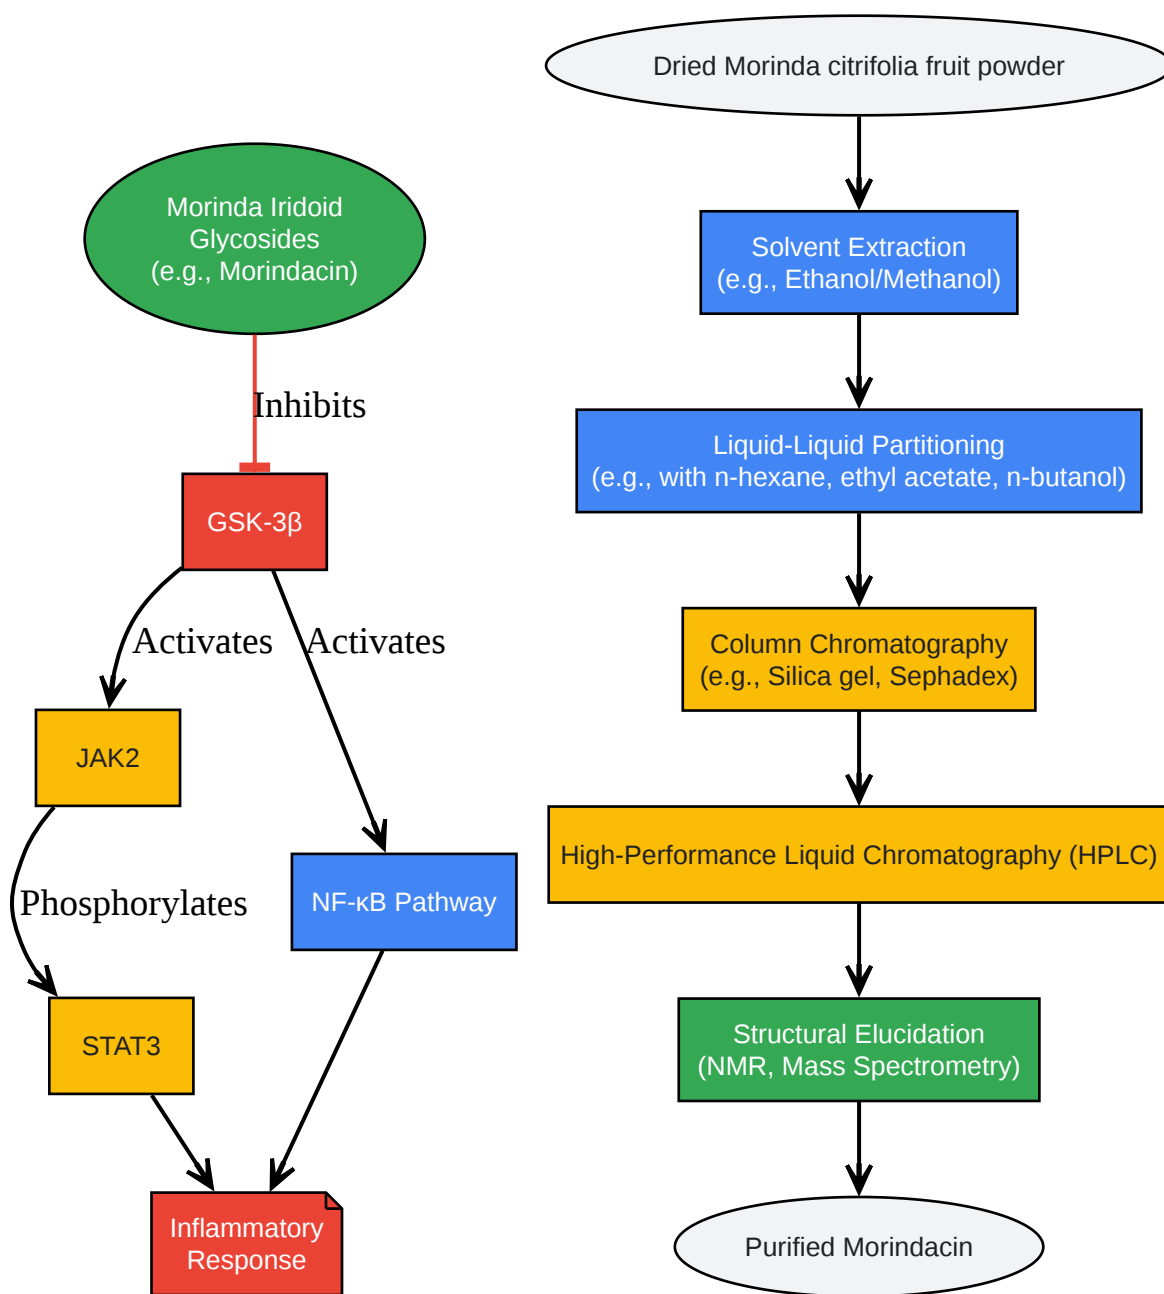 Morinda Iridoid
Glycosides
(e.g., Morindacin)
Inhibits
GSK-3β
Activates
Activates
JAK2
Phosphorylates
NF-κB Pathway
STAT3
Inflammatory
Response
Dried Morinda citrifolia fruit powder
Solvent Extraction
(e.g., Ethanol/Methanol)
Liquid-Liquid Partitioning
(e.g., with n-hexane, ethyl acetate, n-butanol)
Column Chromatography
(e.g., Silica gel, Sephadex)
High-Performance Liquid Chromatography (HPLC)
Structural Elucidation
(NMR, Mass Spectrometry)
Purified Morindacin